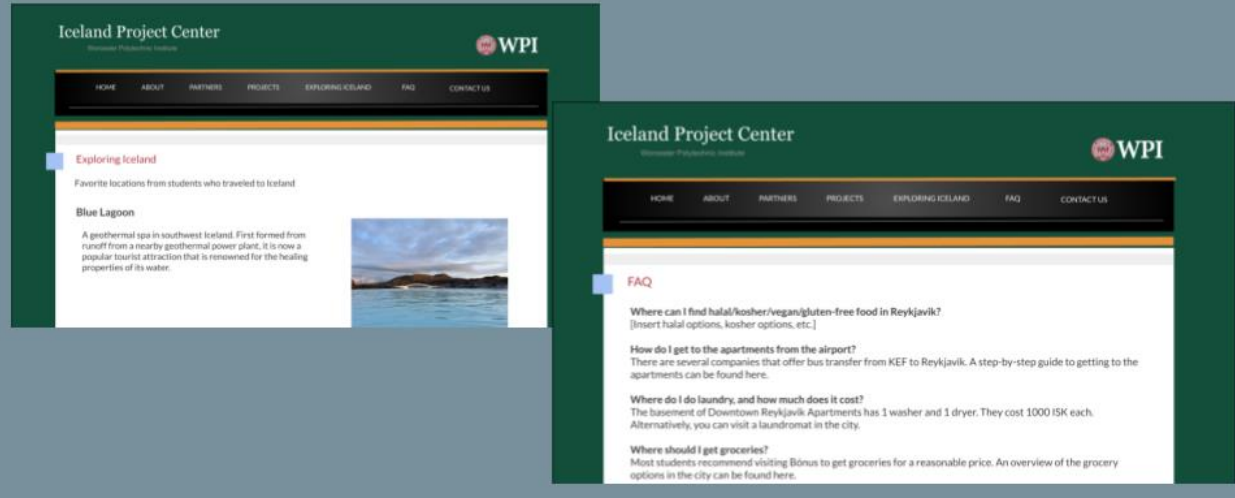 Iceland Project Center
Worcester Polytechnic Institute
WPI
HOME ABOUT PARTNERS PROJECTS EXPLORING ICELAND FAQ CONTACT US
Exploring Iceland
Favorite locations from students who traveled to Iceland
Blue Lagoon
A geothermal spa in southwest Iceland. First formed from
runoff from a nearby geothermal power plant, it is now a
popular tourist attraction that is renowned for the healing
properties of its water.
Iceland Project Center
Worcester Polytechnic Institute
WPI
HOME ABOUT PARTNERS PROJECTS EXPLORING ICELAND FAQ CONTACT US
FAQ
Where can I find halal/kosher/vegan/gluten-free food in Reykjavik?
[Insert halal options, kosher options, etc.]
How do I get to the apartments from the airport?
There are several companies that offer bus transfer from KEF to Reykjavik. A step-by-step guide to getting to the
apartments can be found here.
Where do I do laundry, and how much does it cost?
The basement of Downtown Reykjavik Apartments has 1 washer and 1 dryer. They cost 1000 ISK each.
Alternatively, you can visit a laundromat in the city.
Where should I get groceries?
Most students recommend visiting Bónus to get groceries for a reasonable price. An overview of the grocery
options in the city can be found here.